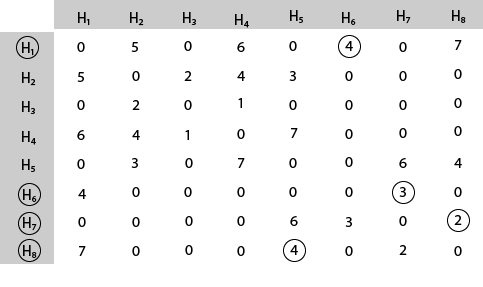 H₁ H₂ H₃ H₄ H₅ H₆ H₇ H₈
H₁ 0 5 0 6 0 4 0 7
H₂ 5 0 2 4 3 0 0 0
H₃ 0 2 0 1 0 0 0 0
H₄ 6 4 1 0 7 0 0 0
H₅ 0 3 0 7 0 0 6 4
H₆ 4 0 0 0 0 0 3 0
H₇ 0 0 0 0 6 3 0 2
H₈ 7 0 0 0 4 0 2 0